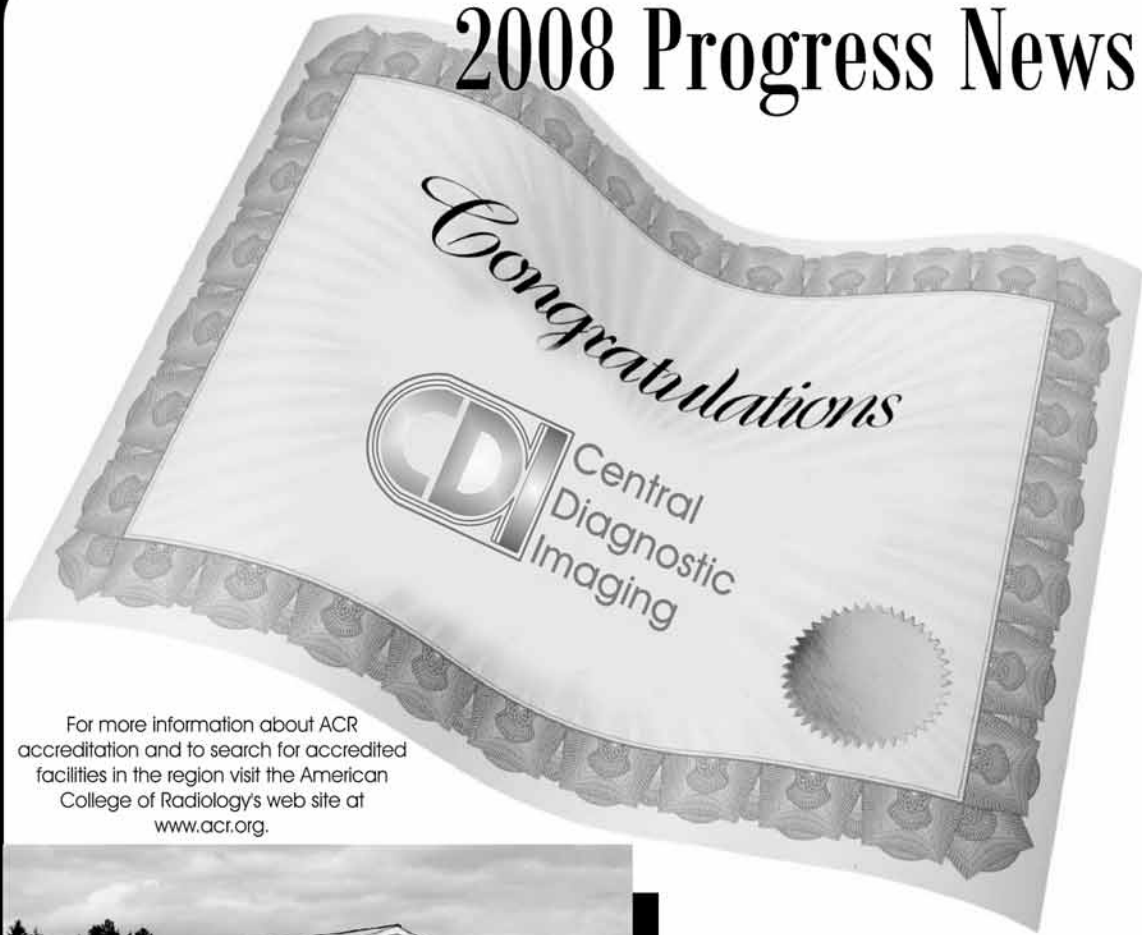 2008 Progress News
Congratulations
CDI
Central
Diagnostic
Imaging
For more information about ACR
accreditation and to search for accredited
facilities in the region visit the American
College of Radiology's web site at
www.acr.org.